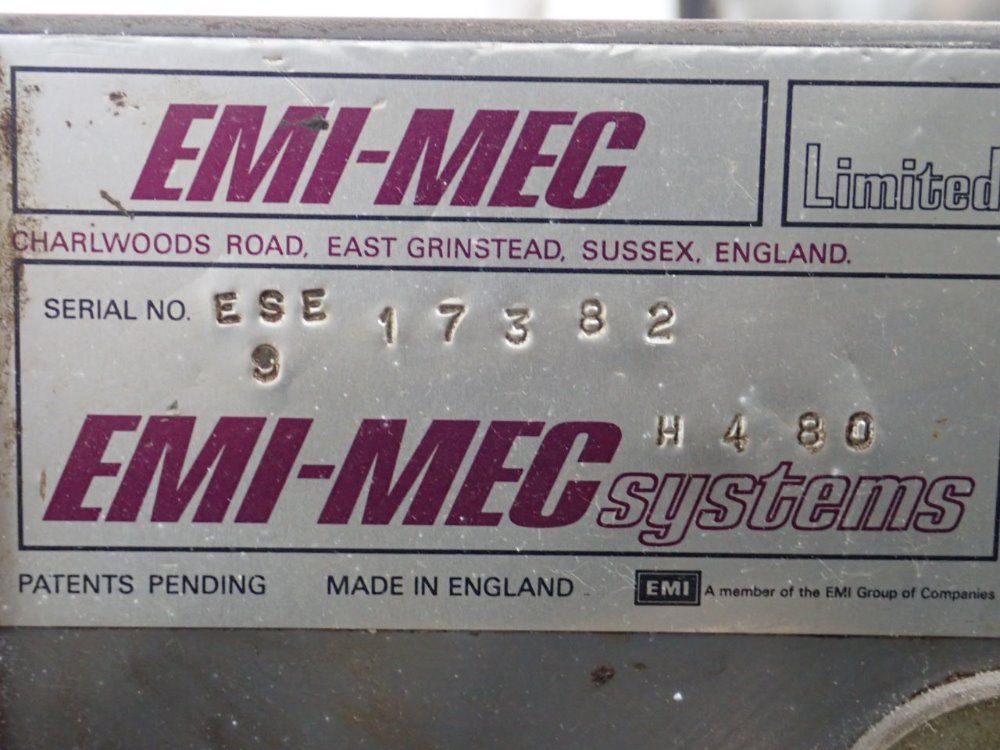 EMI-MEC Limited
CHARLWOODS ROAD, EAST GRINSTEAD, SUSSEX, ENGLAND.
SERIAL NO. ESE 17382
9
H480
EMI-MEC systems
PATENTS PENDING MADE IN ENGLAND EMI A member of the EMI Group of Companies